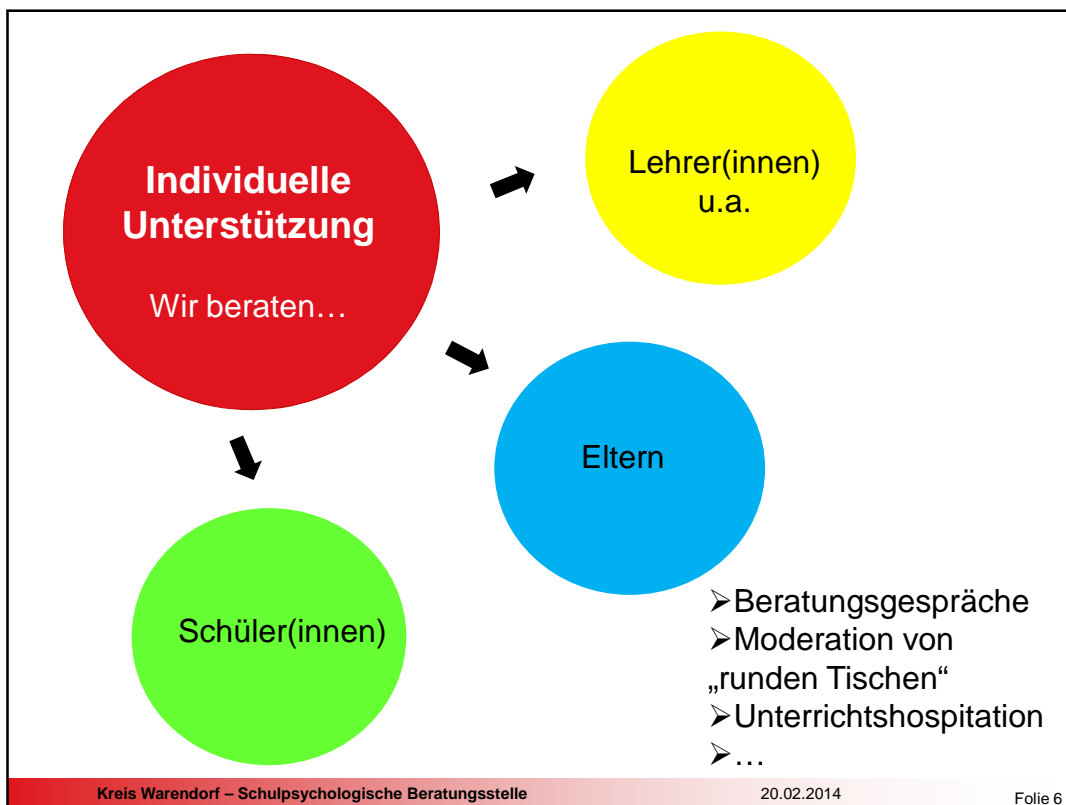 Individuelle
Unterstützung
Wir beraten…
Lehrer(innen)
u.a.
Eltern
Schüler(innen)
➢Beratungsgespräche
➢Moderation von
„runden Tischen“
➢Unterrichtshospitation
➢…
Kreis Warendorf – Schulpsychologische Beratungsstelle 20.02.2014 Folie 6